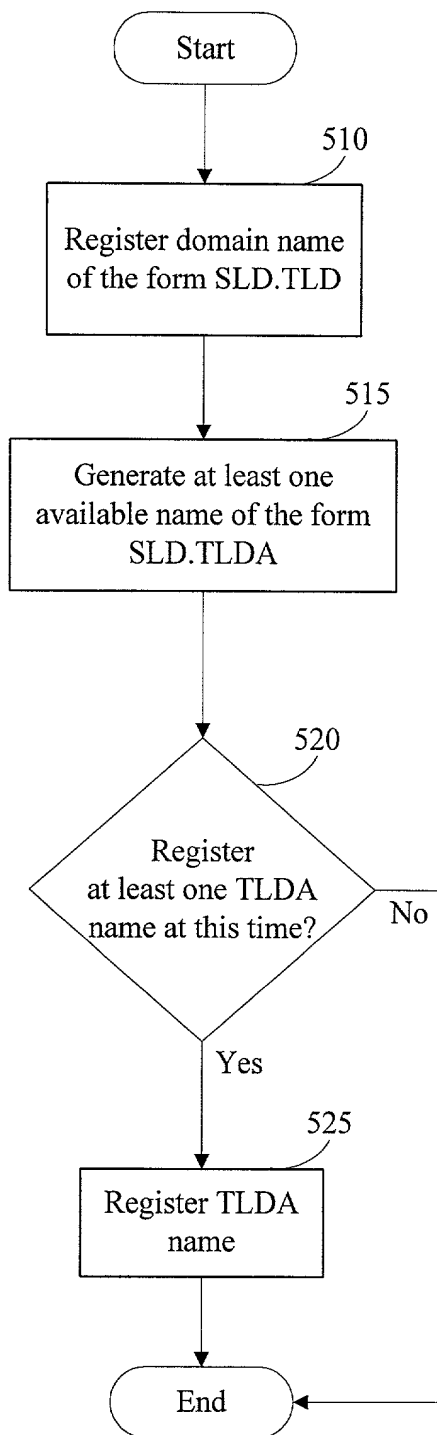 Start
510
Register domain name
of the form SLD.TLD
515
Generate at least one
available name of the form
SLD.TLDA
520
Register
at least one TLDA
name at this time?
No
Yes
525
Register TLDA
name
End